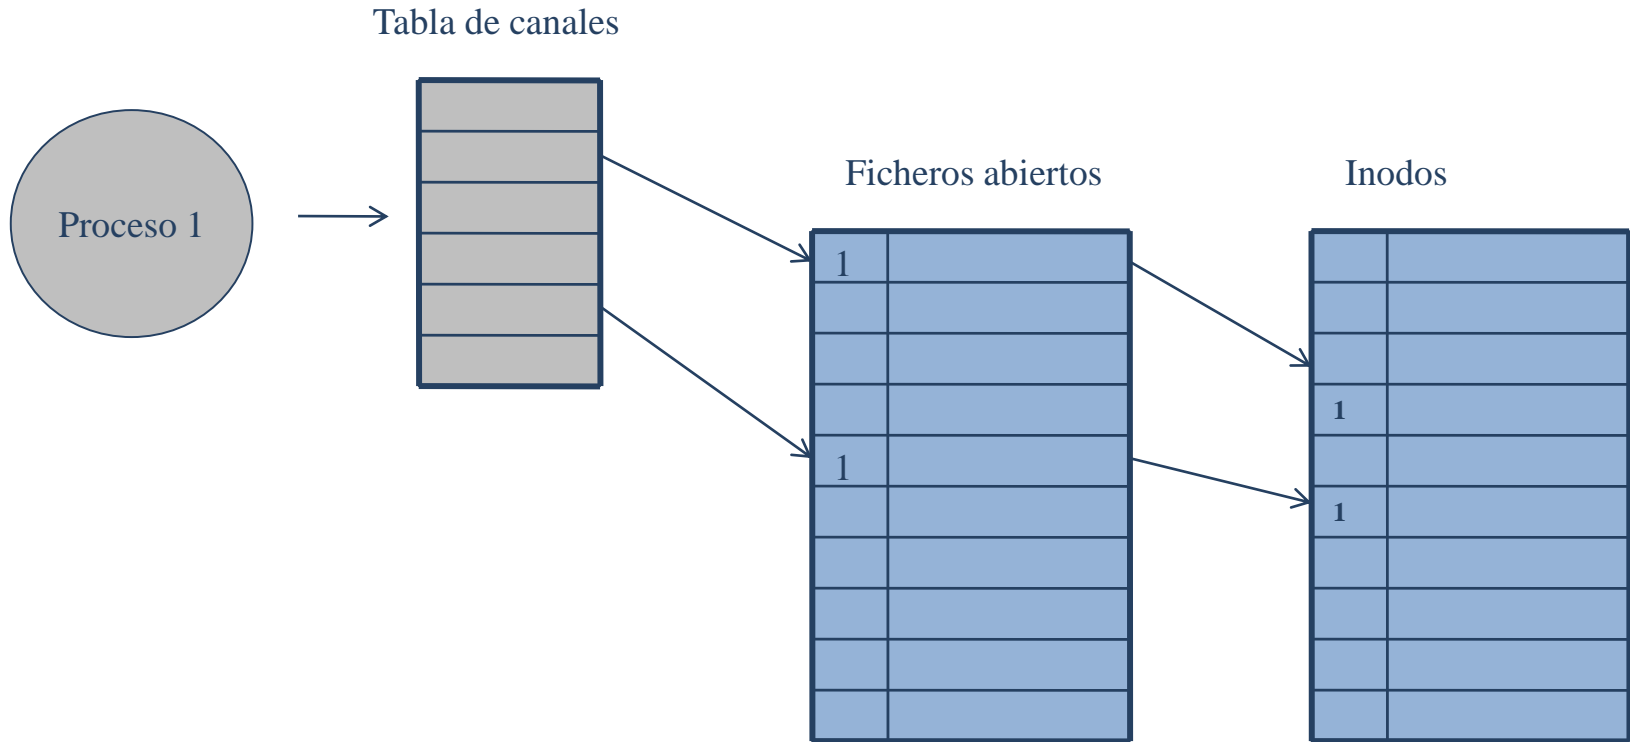 Tabla de canales
Ficheros abiertos
Inodos
Proceso 1
1
1
1
1